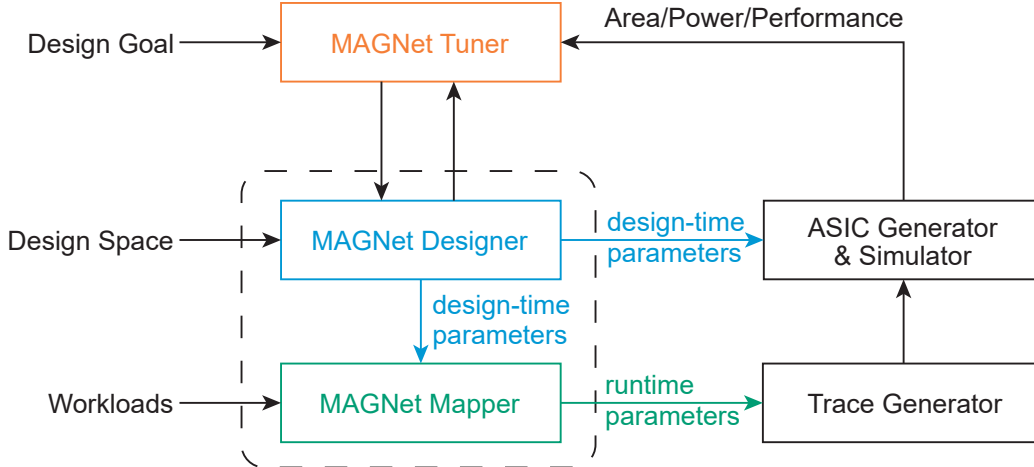 Area/Power/Performance
Design Goal
MAGNet Tuner
Design Space
MAGNet Designer
design-time
parameters
ASIC Generator
& Simulator
design-time
parameters
Workloads
MAGNet Mapper
runtime
parameters
Trace Generator